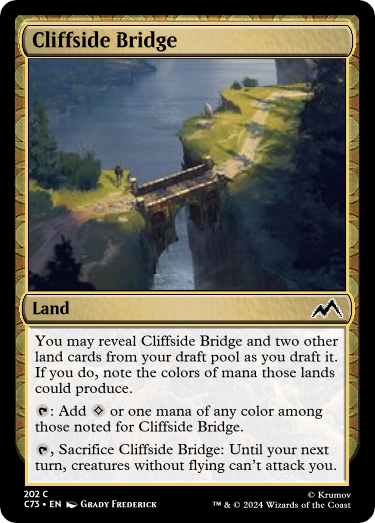 Cliffside Bridge
Land
You may reveal Cliffside Bridge and two other
land cards from your draft pool as you draft it.
If you do, note the colors of mana those lands
could produce.
: Add or one mana of any color among
those noted for Cliffside Bridge.
, Sacrifice Cliffside Bridge: Until your next
turn, creatures without flying can't attack you.
202 C © Krumov
C73 • EN Grady Frederick ™ & © 2024 Wizards of the Coast